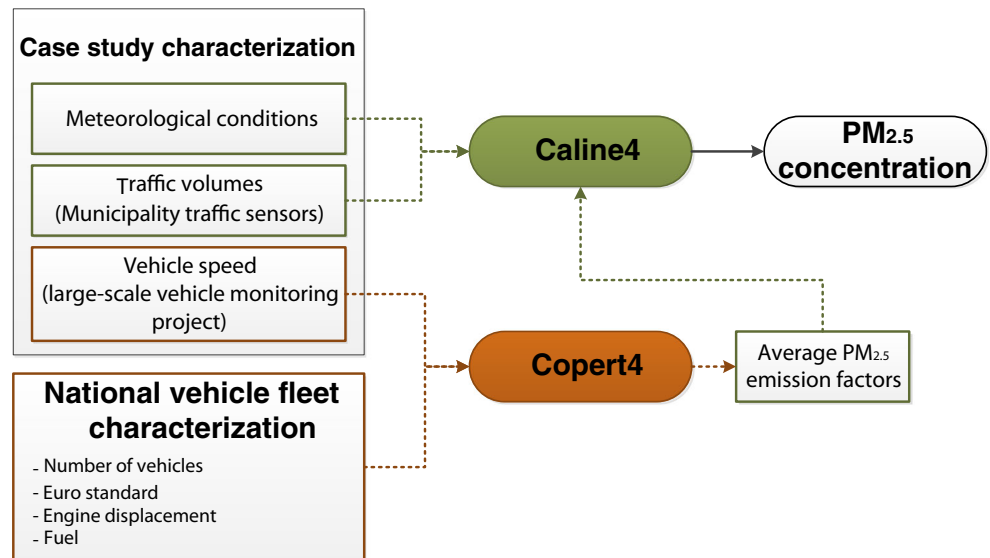 Case study characterization
Meteorological conditions
Traffic volumes
(Municipality traffic sensors)
Vehicle speed
(large-scale vehicle monitoring
project)
National vehicle fleet
characterization
- Number of vehicles
- Euro standard
- Engine displacement
- Fuel
Caline4
PM2.5
concentration
Copert4
Average PM2.5
emission factors